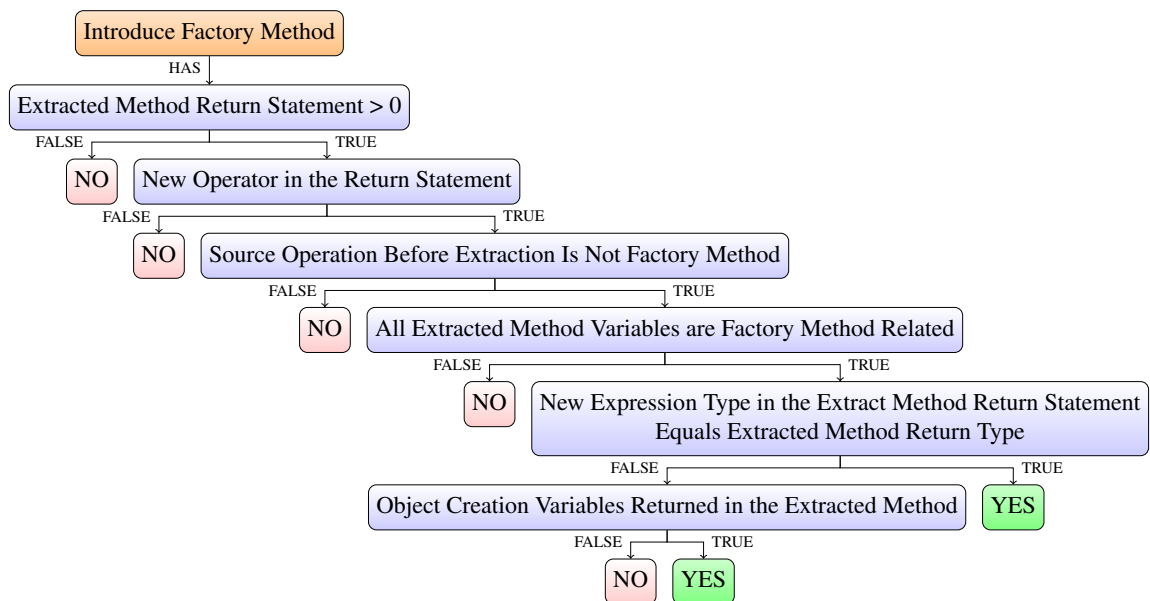 Introduce Factory Method
HAS
Extracted Method Return Statement > 0
FALSE
TRUE
NO
New Operator in the Return Statement
FALSE
TRUE
NO
Source Operation Before Extraction Is Not Factory Method
FALSE
TRUE
NO
All Extracted Method Variables are Factory Method Related
FALSE
TRUE
NO
New Expression Type in the Extract Method Return Statement
Equals Extracted Method Return Type
FALSE
TRUE
Object Creation Variables Returned in the Extracted Method
YES
FALSE
TRUE
NO
YES